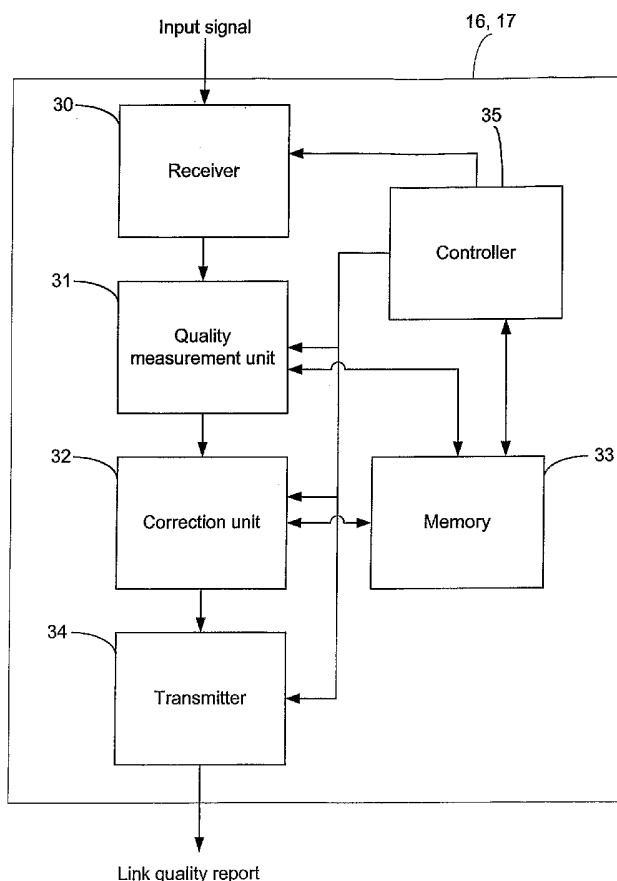 Input signal
16, 17
30
35
Receiver
Controller
31
Quality
measurement unit
32
33
Correction unit
Memory
34
Transmitter
Link quality report